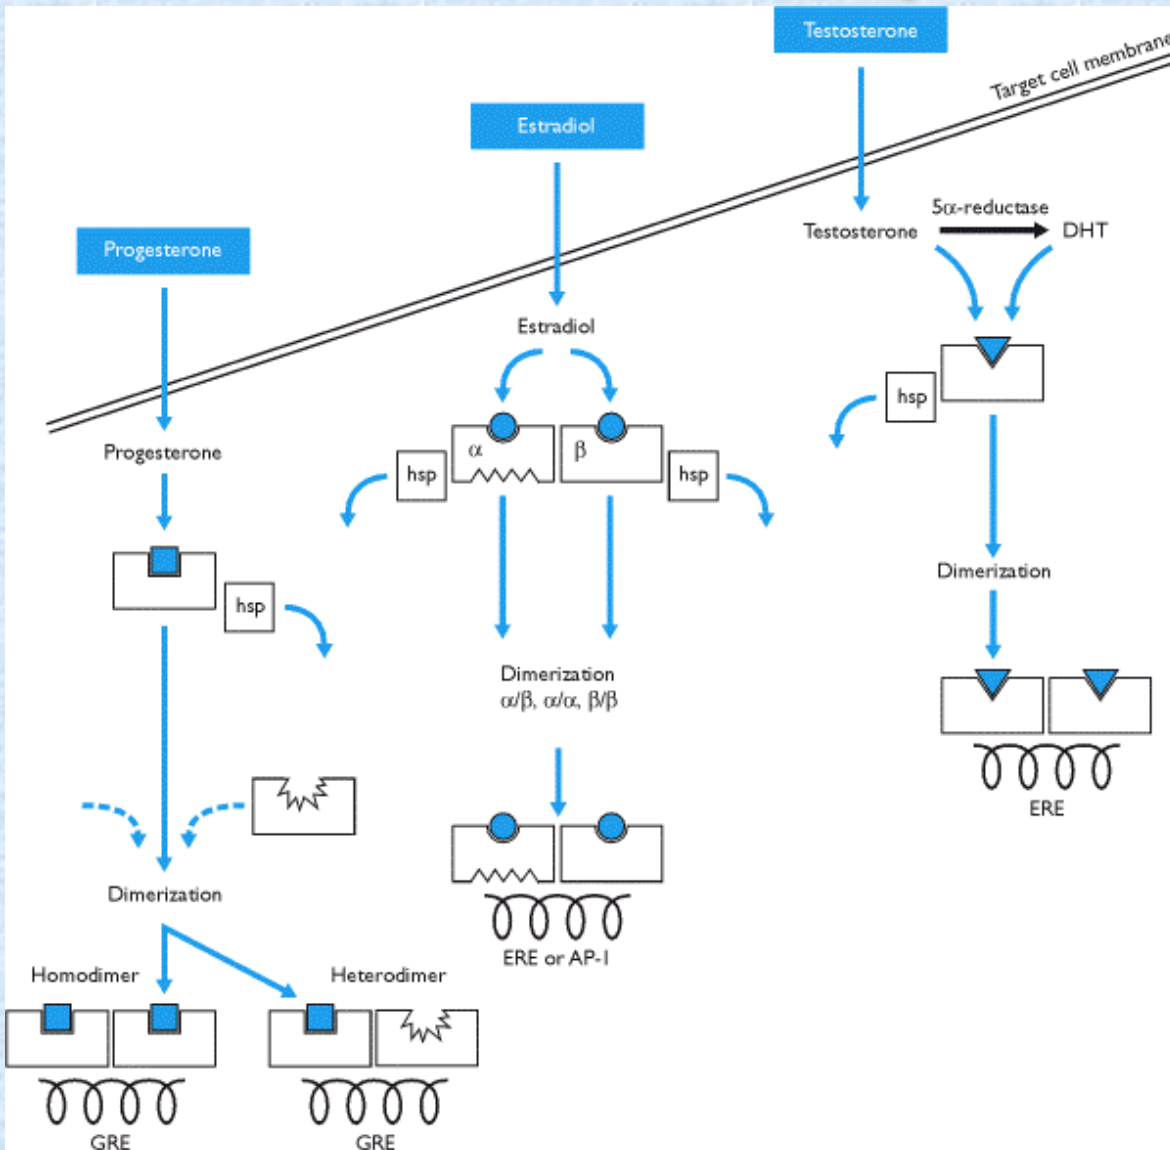 Testosterone
Target cell membrane
Estradiol
Progesterone
5α-reductase
Testosterone
DHT
Estradiol
hsp
Progesterone
α
β
hsp
hsp
hsp
Dimerization
Dimerization
α/β, α/α, β/β
ERE
Dimerization
ERE or AP-1
Homodimer
Heterodimer
GRE
GRE